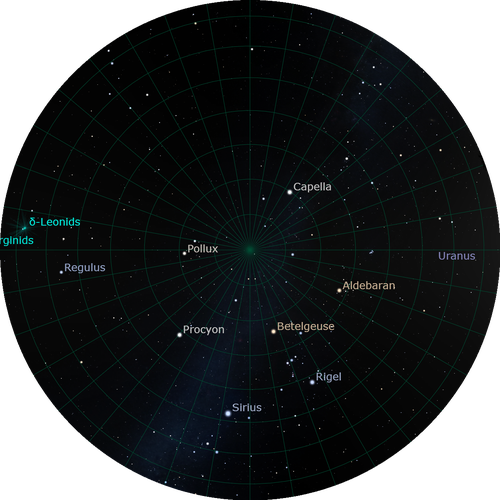 Capella
δ-Leonids
rginids
Pollux
Uranus
Regulus
Aldebaran
Procyon
Betelgeuse
Rigel
Sirius